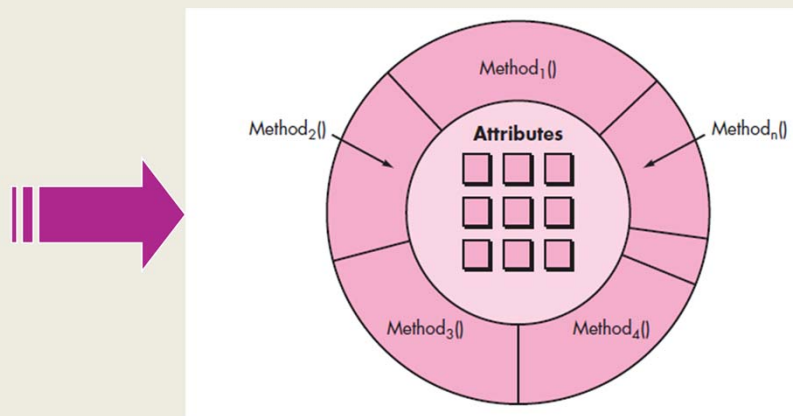 Method₁()
Method₂()
Attributes
Methodₙ()
Method₃()
Method₄()